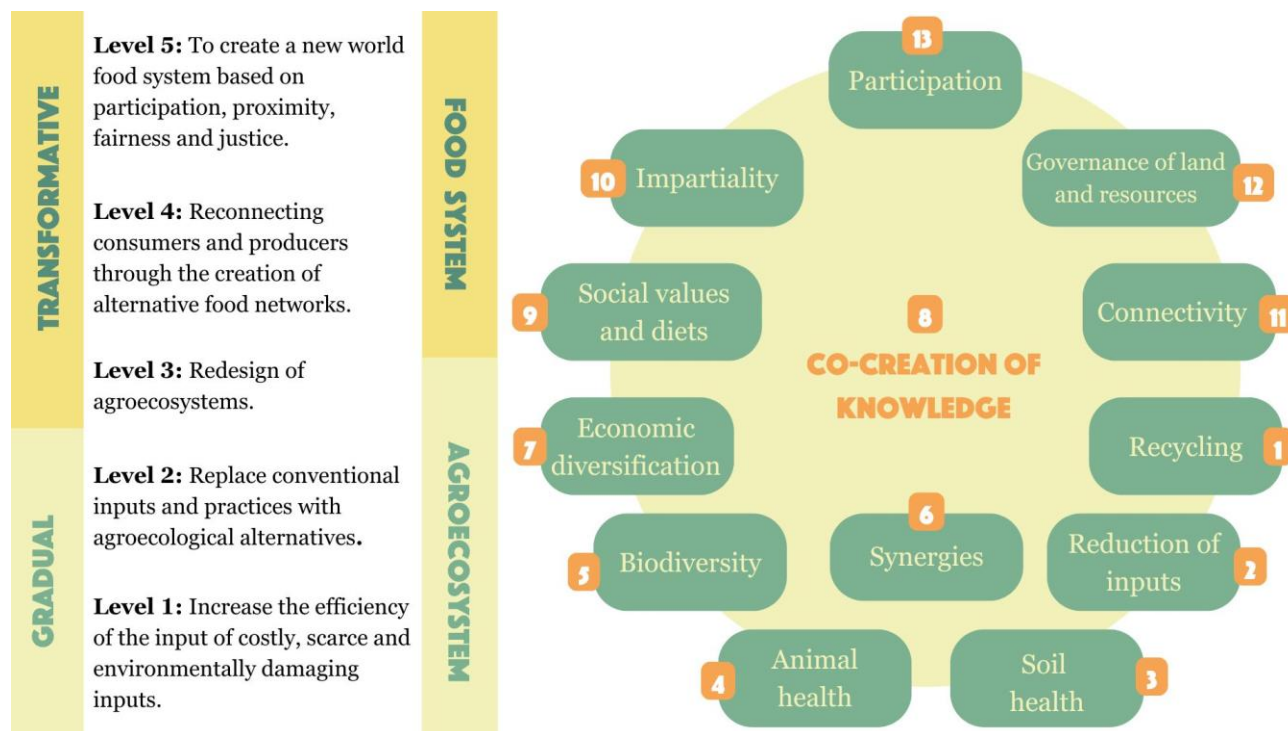 TRANSFORMATIVE
GRADUAL
Level 5: To create a new world
food system based on
participation, proximity,
fairness and justice.
Level 4: Reconnecting
consumers and producers
through the creation of
alternative food networks.
Level 3: Redesign of
agroecosystems.
Level 2: Replace conventional
inputs and practices with
agroecological alternatives.
Level 1: Increase the efficiency
of the input of costly, scarce and
environmentally damaging
inputs.
FOOD SYSTEM
AGROECOSYSTEM
13
Participation
10 Impartiality
Governance of land
and resources
12
9
Social values
and diets
Connectivity 11
8
CO-CREATION OF
KNOWLEDGE
7
Economic
diversification
Recycling 1
5 Biodiversity
6
Synergies
Reduction of
inputs
2
4
Animal
health
Soil
health
3